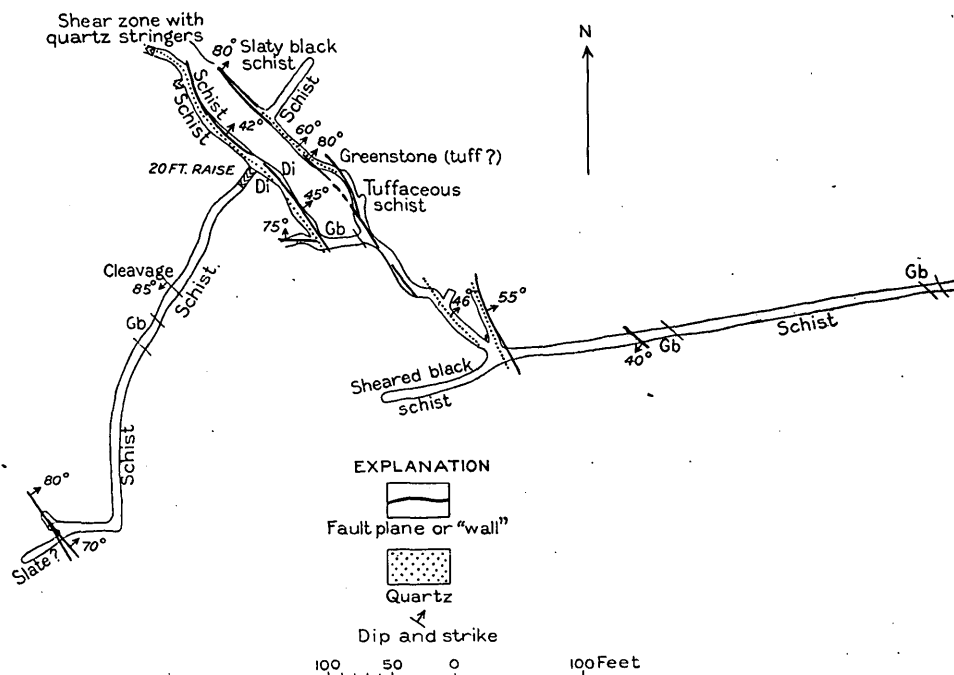 Shear zone with
quartz stringers
80°
Slaty black
schist
N
Schist
Schist
Schist
42°
60°
80°
Greenstone (tuff?)
20 FT. RAISE
Di
Di
Tuffaceous
schist
45°
75°
Gb
Cleavage
85°
Schist.
Gb
46°
55°
Gb
Schist
40°
Gb
Sheared black
schist
Schist
80°
70°
Slate?
EXPLANATION
Fault plane or "wall"
Quartz
Dip and strike
100 50 0 100 Feet